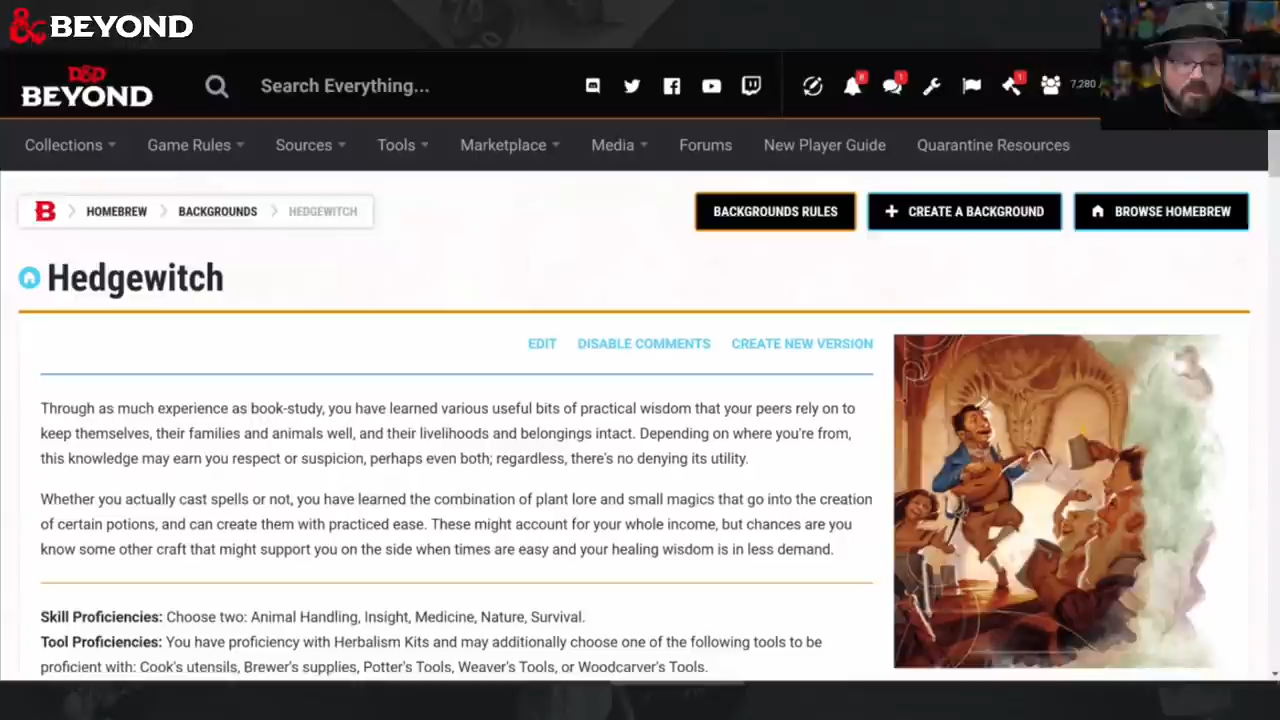 & BEYOND
D&D
BEYOND
Search Everything...
8
1
1
7,280
Collections
Game Rules
Sources
Tools
Marketplace
Media
Forums
New Player Guide
Quarantine Resources
B
HOMEBREW
BACKGROUNDS
HEDGEWITCH
BACKGROUNDS RULES
+ CREATE A BACKGROUND
BROWSE HOMEBREW
Hedgewitch
EDIT
DISABLE COMMENTS
CREATE NEW VERSION
Through as much experience as book-study, you have learned various useful bits of practical wisdom that your peers rely on to
keep themselves, their families and animals well, and their livelihoods and belongings intact. Depending on where you're from,
this knowledge may earn you respect or suspicion, perhaps even both; regardless, there's no denying its utility.
Whether you actually cast spells or not, you have learned the combination of plant lore and small magics that go into the creation
of certain potions, and can create them with practiced ease. These might account for your whole income, but chances are you
know some other craft that might support you on the side when times are easy and your healing wisdom is in less demand.
Skill Proficiencies: Choose two: Animal Handling, Insight, Medicine, Nature, Survival.
Tool Proficiencies: You have proficiency with Herbalism Kits and may additionally choose one of the following tools to be
proficient with: Cook's utensils, Brewer's supplies, Potter's Tools, Weaver's Tools, or Woodcarver's Tools.